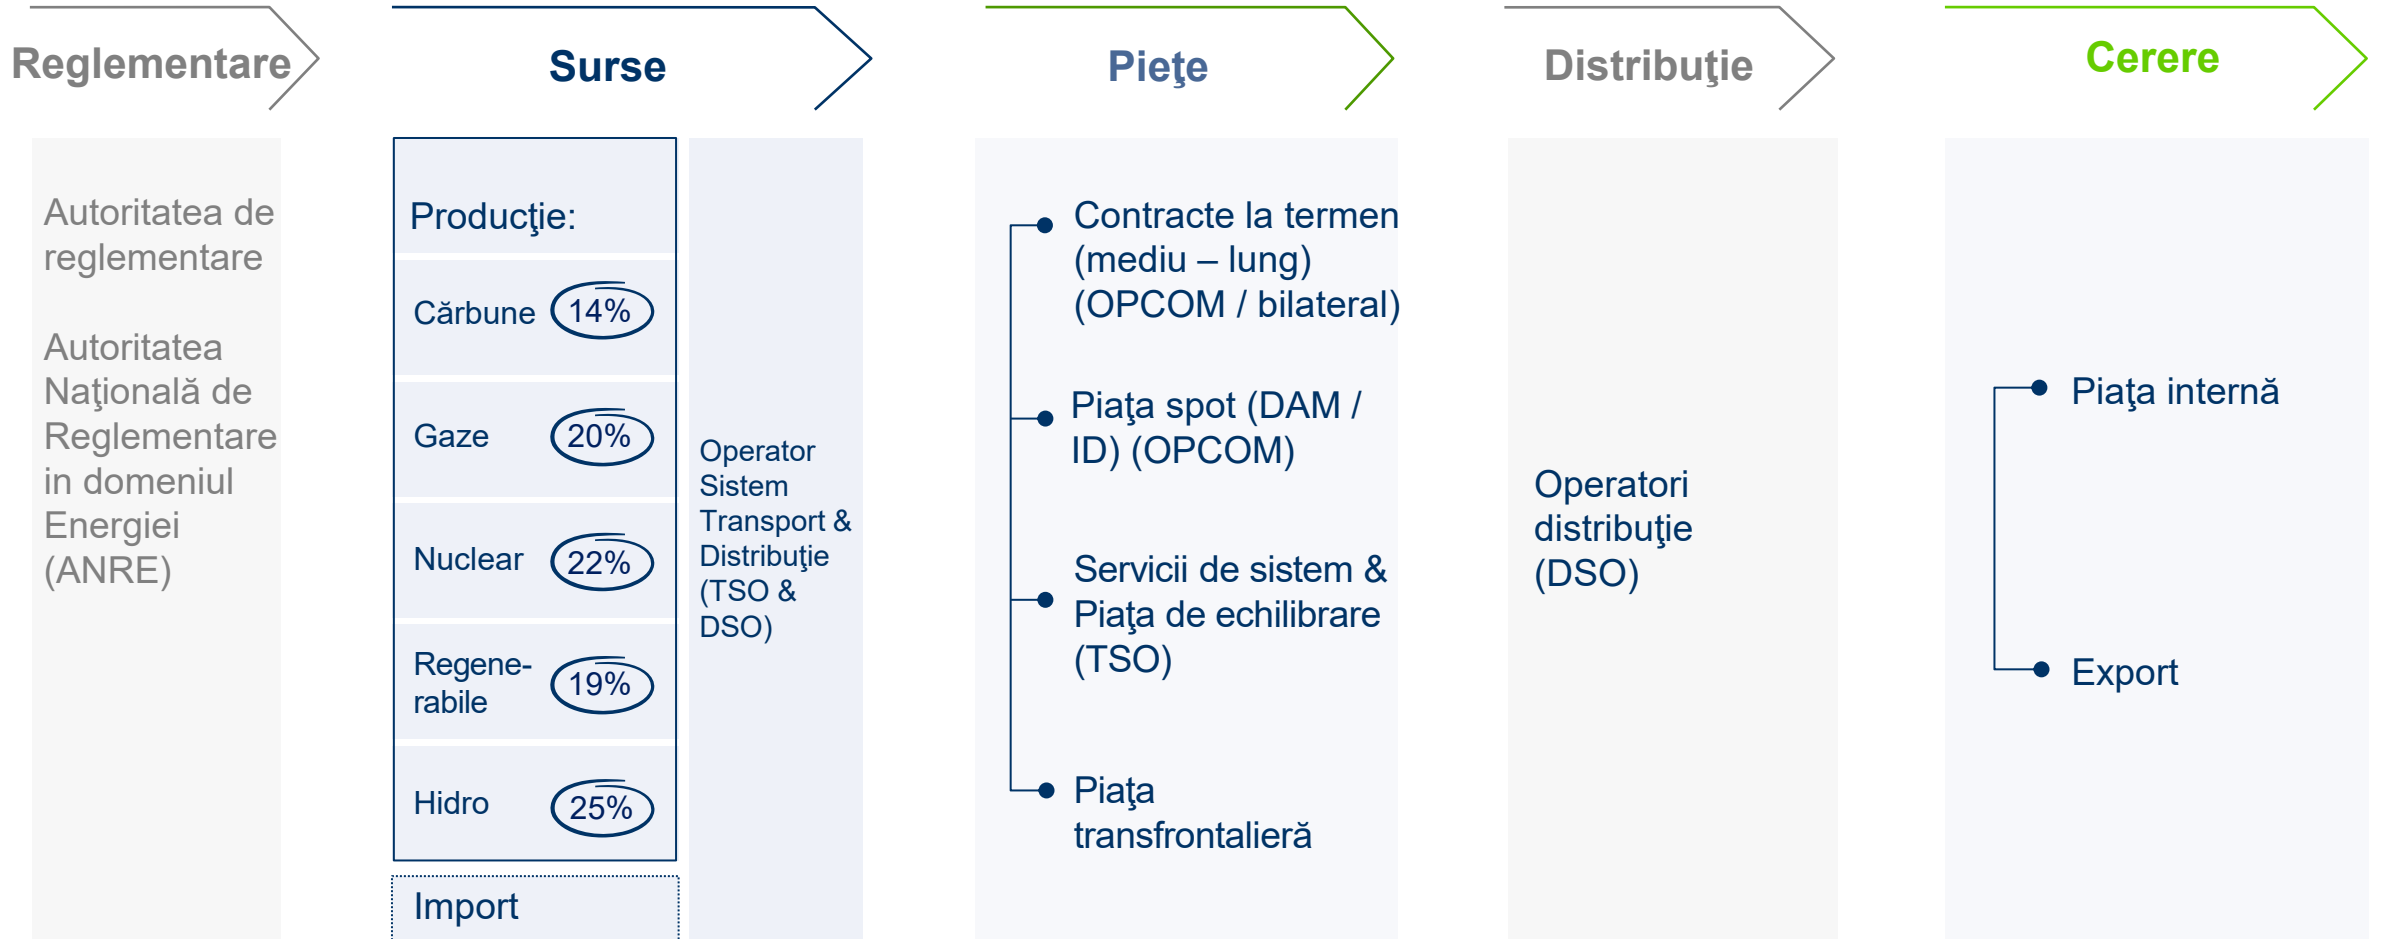 Reglementare
Surse
Pieţe
Distribuţie
Cerere
Autoritatea de
reglementare
Autoritatea
Naţională de
Reglementare
in domeniul
Energiei
(ANRE)
Producţie:
Cărbune 14%
Gaze 20%
Nuclear 22%
Regene-
rabile 19%
Hidro 25%
Import
Operator
Sistem
Transport &
Distribuţie
(TSO &
DSO)
Contracte la termen
(mediu – lung)
(OPCOM / bilateral)
Piaţa spot (DAM /
ID) (OPCOM)
Servicii de sistem &
Piaţa de echilibrare
(TSO)
Piaţa
transfrontalieră
Operatori
distribuţie
(DSO)
Piaţa internă
Export